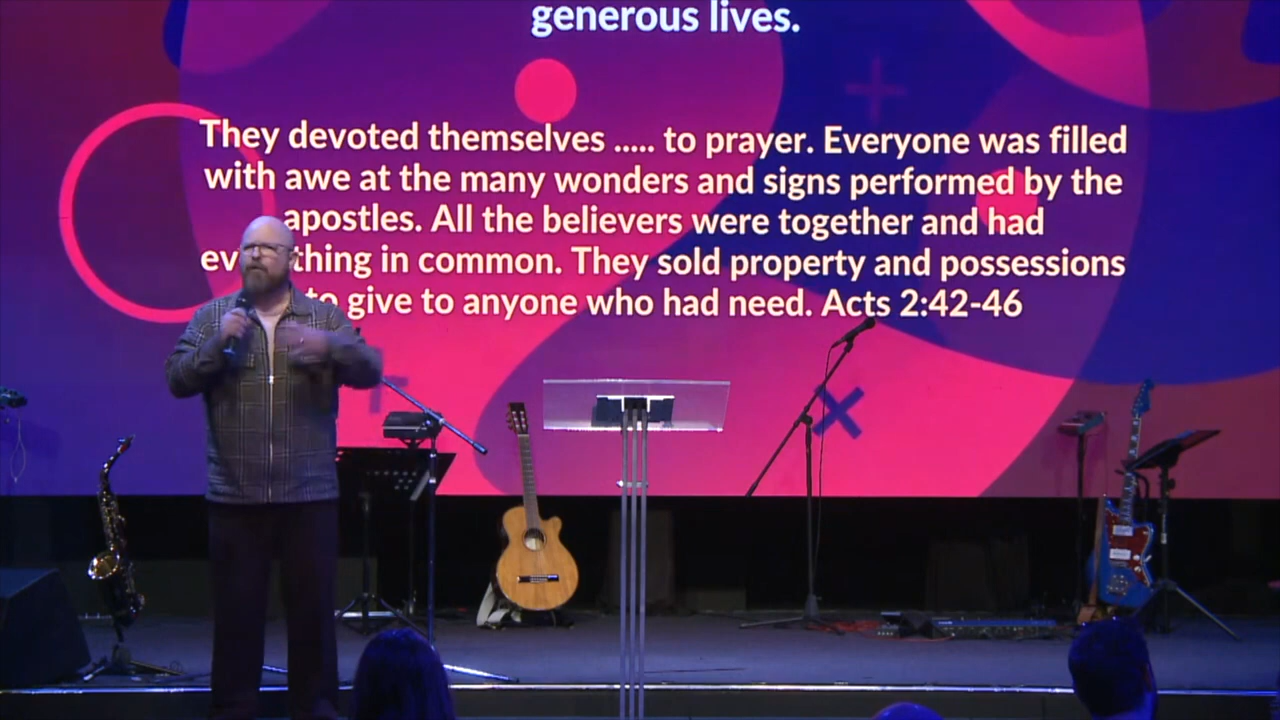 generous lives.
They devoted themselves ..... to prayer. Everyone was filled
with awe at the many wonders and signs performed by the
apostles. All the believers were together and had
everything in common. They sold property and possessions
to give to anyone who had need. Acts 2:42-46